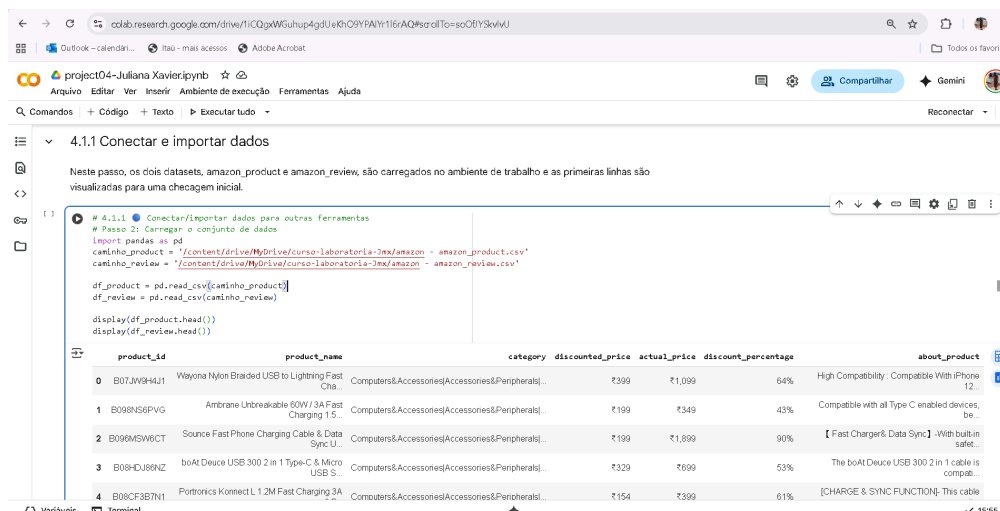 colab.research.google.com/drive/1iCQgxWGuhup4gdUeKhO9YPAlYr1I6rAQ#scrollTo=soOfJYSkvlvU
Outlook – calendári...
Itaú - mais acessos
Adobe Acrobat
Todos os favori
CO
project04-Juliana Xavier.ipynb
Arquivo Editar Ver Inserir Ambiente de execução Ferramentas Ajuda
Compartilhar
Gemini
Comandos + Código + Texto Executar tudo
Reconectar
4.1.1 Conectar e importar dados
Neste passo, os dois datasets, amazon_product e amazon_review, são carregados no ambiente de trabalho e as primeiras linhas são
visualizadas para uma checagem inicial.
[ ]
# 4.1.1 🔵 Conectar/importar dados para outras ferramentas
# Passo 2: Carregar o conjunto de dados
import pandas as pd
caminho_product = '/content/drive/MyDrive/curso-laboratoria-Jmx/amazon - amazon_product.csv'
caminho_review = '/content/drive/MyDrive/curso-laboratoria-Jmx/amazon - amazon_review.csv'
df_product = pd.read_csv(caminho_product)
df_review = pd.read_csv(caminho_review)
display(df_product.head())
display(df_review.head())
product_id product_name category discounted_price actual_price discount_percentage about_product
0 B07JW9H4J1 Wayona Nylon Braided USB to Lightning Fast Cha... Computers&Accessories|Accessories&Peripherals|... ₹399 ₹1,099 64% High Compatibility : Compatible With iPhone 12...
1 B098NS6PVG Ambrane Unbreakable 60W / 3A Fast Charging 1.5... Computers&Accessories|Accessories&Peripherals|... ₹199 ₹349 43% Compatible with all Type C enabled devices, be...
2 B096MSW6CT Sounce Fast Phone Charging Cable & Data Sync U... Computers&Accessories|Accessories&Peripherals|... ₹199 ₹1,899 90% 【 Fast Charger& Data Sync】-With built-in safet...
3 B08HDJ86NZ boAt Deuce USB 300 2 in 1 Type-C & Micro USB S... Computers&Accessories|Accessories&Peripherals|... ₹329 ₹699 53% The boAt Deuce USB 300 2 in 1 cable is compati...
4 B08CF3B7N1 Portronics Konnect L 1.2M Fast Charging 3A Computers&Accessories|Accessories&Peripherals|... ₹154 ₹399 61% [CHARGE & SYNC FUNCTION]- This cable
Variáveis Terminal
15:55